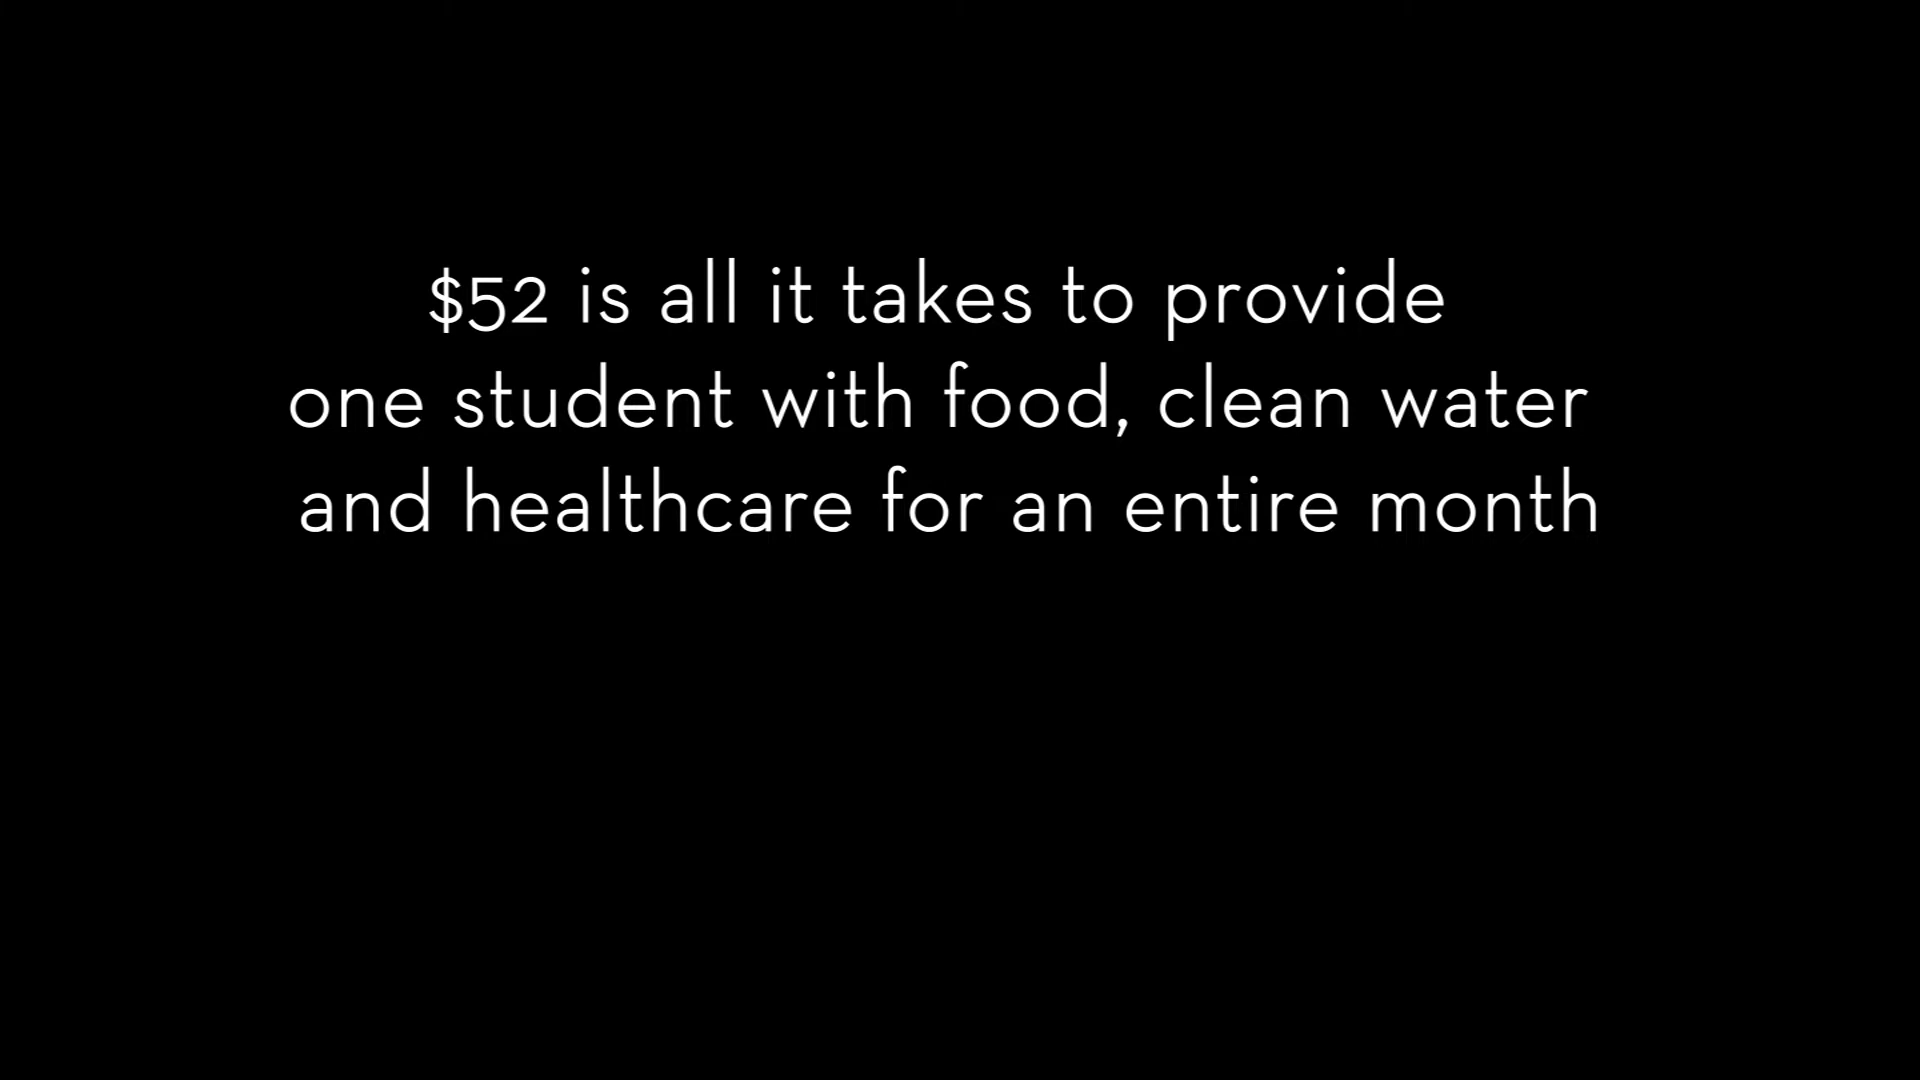 $52 is all it takes to provide
one student with food, clean water
and healthcare for an entire month